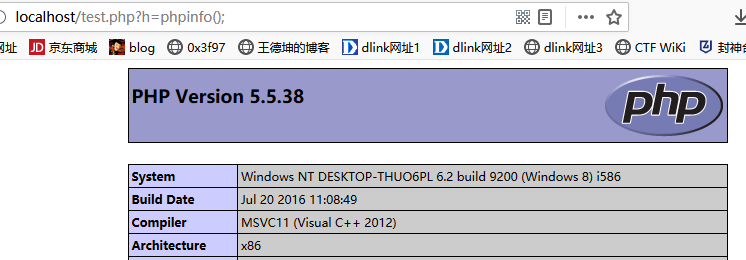 localhost/test.php?h=phpinfo();
网址 JD 京东商城 blog 0x3f97 王德坤的博客 dlink网址1 dlink网址2 dlink网址3 CTF WiKi 封神台
PHP Version 5.5.38
php
System Windows NT DESKTOP-THUO6PL 6.2 build 9200 (Windows 8) i586
Build Date Jul 20 2016 11:08:49
Compiler MSVC11 (Visual C++ 2012)
Architecture x86